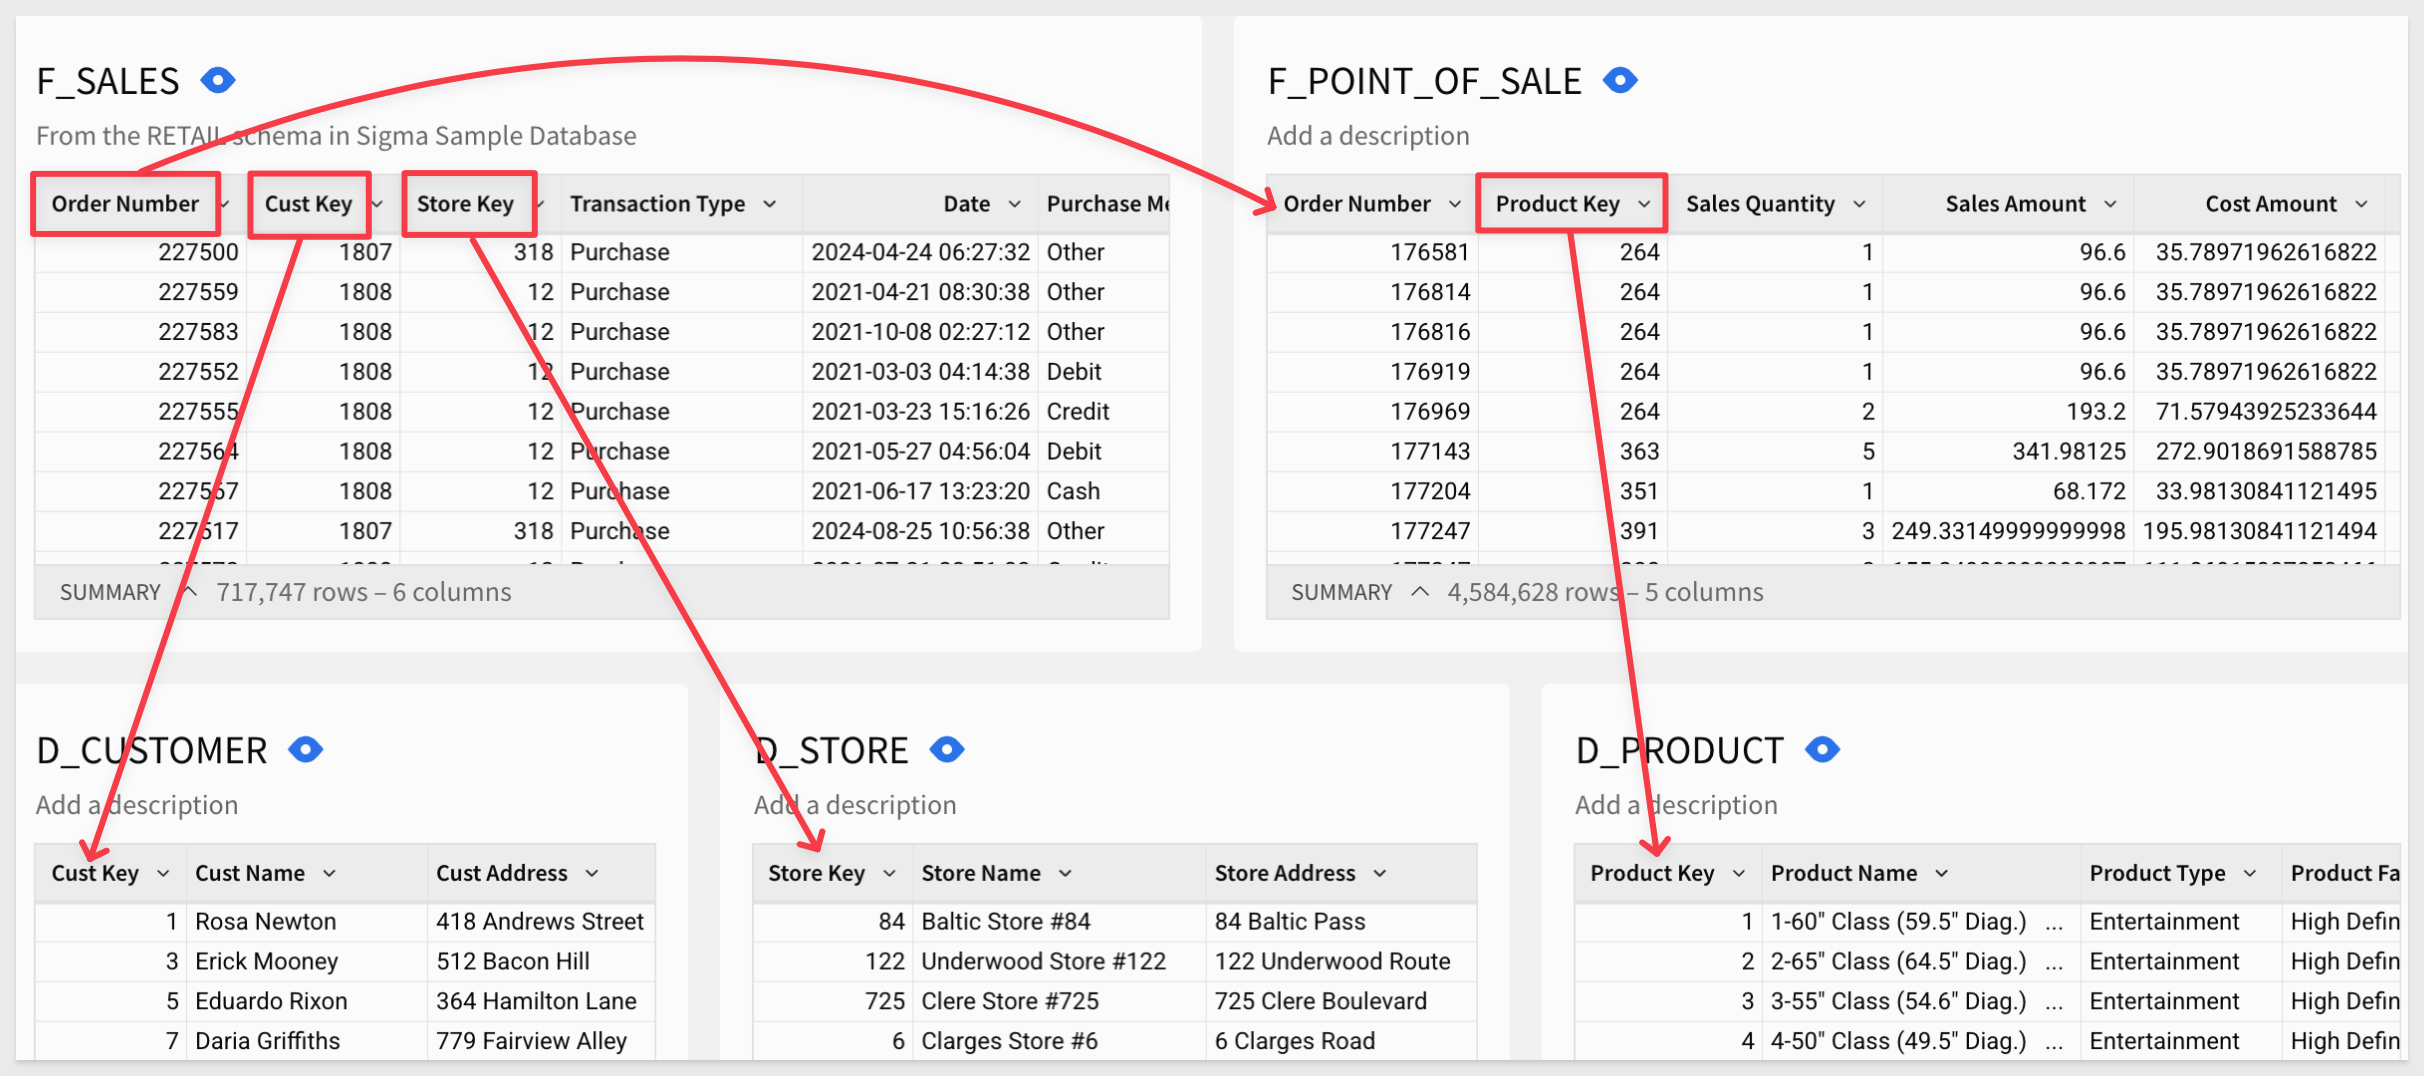 F_SALES
From the RETAIL schema in Sigma Sample Database
Order Number Cust Key Store Key Transaction Type Date Purchase Me
227500 1807 318 Purchase 2024-04-24 06:27:32 Other
227559 1808 12 Purchase 2021-04-21 08:30:38 Other
227583 1808 12 Purchase 2021-10-08 02:27:12 Other
227552 1808 12 Purchase 2021-03-03 04:14:38 Debit
227555 1808 12 Purchase 2021-03-23 15:16:26 Credit
227564 1808 12 Purchase 2021-05-27 04:56:04 Debit
227567 1808 12 Purchase 2021-06-17 13:23:20 Cash
227517 1807 318 Purchase 2024-08-25 10:56:38 Other
SUMMARY 717,747 rows – 6 columns
F_POINT_OF_SALE
Add a description
Order Number Product Key Sales Quantity Sales Amount Cost Amount
176581 264 1 96.6 35.78971962616822
176814 264 1 96.6 35.78971962616822
176816 264 1 96.6 35.78971962616822
176919 264 1 96.6 35.78971962616822
176969 264 2 193.2 71.57943925233644
177143 363 5 341.98125 272.9018691588785
177204 351 1 68.172 33.98130841121495
177247 391 3 249.33149999999998 195.98130841121494
SUMMARY 4,584,628 rows – 5 columns
D_CUSTOMER
Add a description
Cust Key Cust Name Cust Address
1 Rosa Newton 418 Andrews Street
3 Erick Mooney 512 Bacon Hill
5 Eduardo Rixon 364 Hamilton Lane
7 Daria Griffiths 779 Fairview Alley
D_STORE
Add a description
Store Key Store Name Store Address
84 Baltic Store #84 84 Baltic Pass
122 Underwood Store #122 122 Underwood Route
725 Clere Store #725 725 Clere Boulevard
6 Clarges Store #6 6 Clarges Road
D_PRODUCT
Add a description
Product Key Product Name Product Type Product Fa
1 1-60" Class (59.5" Diag.) ... Entertainment High Defin
2 2-65" Class (64.5" Diag.) ... Entertainment High Defin
3 3-55" Class (54.6" Diag.) ... Entertainment High Defin
4 4-50" Class (49.5" Diag.) ... Entertainment High Defin